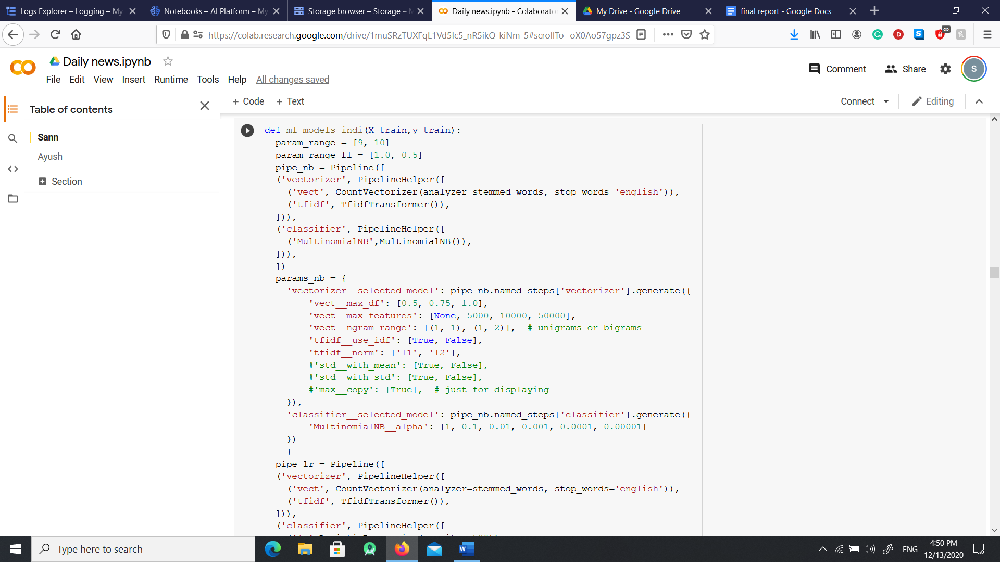 Logs Explorer – Logging – My
Notebooks – AI Platform – My
Storage browser – Storage – M
Daily news.ipynb - Colaborato
My Drive - Google Drive
final report - Google Docs
https://colab.research.google.com/drive/1muSRzTUXFqL1Vd5Ic5_nR5ikQ-kiNm-5#scrollTo=oX0Ao57gpz3S
Daily news.ipynb
Comment
Share
S
File Edit View Insert Runtime Tools Help All changes saved
+ Code + Text
Connect
Editing
Table of contents
Sann
Ayush
Section
def ml_models_indi(X_train,y_train):
param_range = [9, 10]
param_range_fl = [1.0, 0.5]
pipe_nb = Pipeline([
('vectorizer', PipelineHelper([
('vect', CountVectorizer(analyzer=stemmed_words, stop_words='english')),
('tfidf', TfidfTransformer()),
])),
('classifier', PipelineHelper([
('MultinomialNB',MultinomialNB()),
])),
])
params_nb = {
'vectorizer__selected_model': pipe_nb.named_steps['vectorizer'].generate({
'vect__max_df': [0.5, 0.75, 1.0],
'vect__max_features': [None, 5000, 10000, 50000],
'vect__ngram_range': [(1, 1), (1, 2)],  # unigrams or bigrams
'tfidf__use_idf': [True, False],
'tfidf__norm': ['l1', 'l2'],
#'std__with_mean': [True, False],
#'std__with_std': [True, False],
#'max__copy': [True],  # just for displaying
}),
'classifier__selected_model': pipe_nb.named_steps['classifier'].generate({
'MultinomialNB__alpha': [1, 0.1, 0.01, 0.001, 0.0001, 0.00001]
})
}
pipe_lr = Pipeline([
('vectorizer', PipelineHelper([
('vect', CountVectorizer(analyzer=stemmed_words, stop_words='english')),
('tfidf', TfidfTransformer()),
])),
('classifier', PipelineHelper([
Type here to search
ENG
4:50 PM
12/13/2020